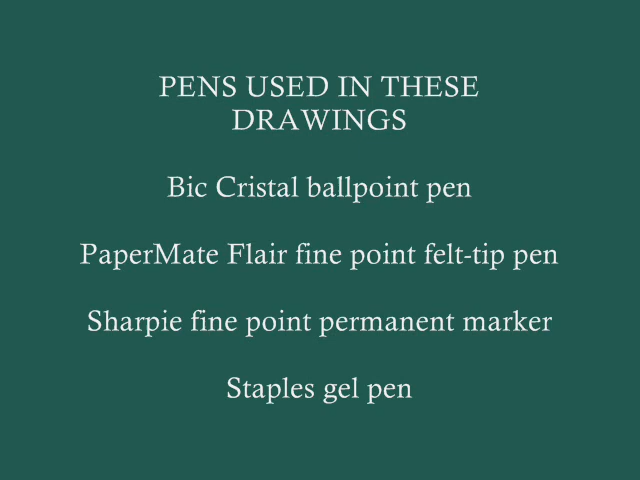 PENS USED IN THESE
DRAWINGS
Bic Cristal ballpoint pen
PaperMate Flair fine point felt-tip pen
Sharpie fine point permanent marker
Staples gel pen